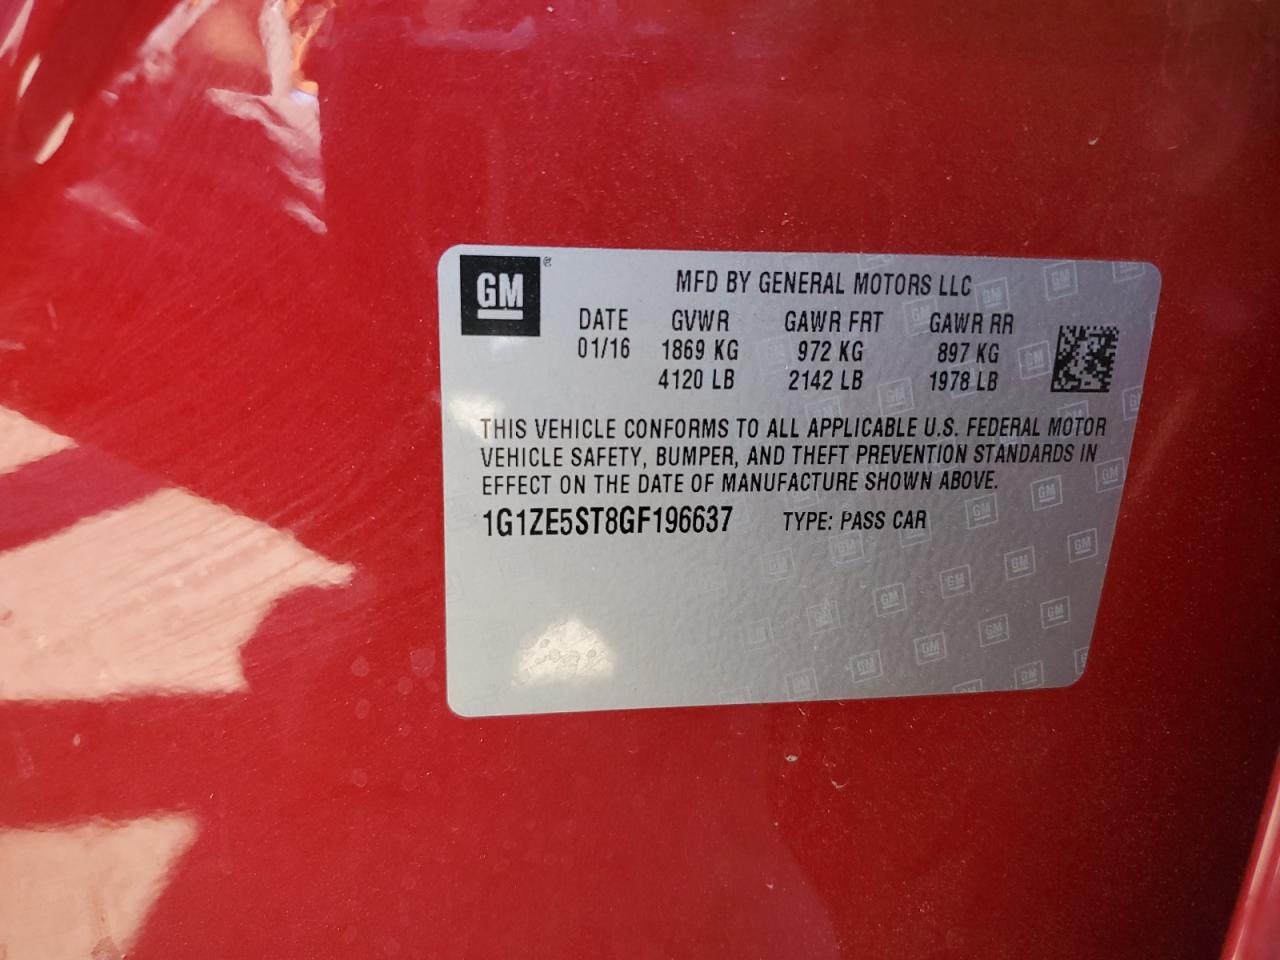 GM®
MFD BY GENERAL MOTORS LLC
DATE GVWR GAWR FRT GAWR RR
01/16 1869 KG 972 KG 897 KG
4120 LB 2142 LB 1978 LB
THIS VEHICLE CONFORMS TO ALL APPLICABLE U.S. FEDERAL MOTOR
VEHICLE SAFETY, BUMPER, AND THEFT PREVENTION STANDARDS IN
EFFECT ON THE DATE OF MANUFACTURE SHOWN ABOVE.
1G1ZE5ST8GF196637 TYPE: PASS CAR